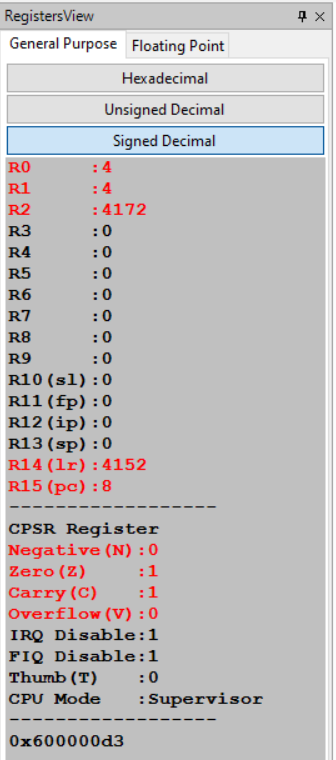 RegistersView
General Purpose Floating Point
Hexadecimal
Unsigned Decimal
Signed Decimal
R0 :4
R1 :4
R2 :4172
R3 :0
R4 :0
R5 :0
R6 :0
R7 :0
R8 :0
R9 :0
R10(sl):0
R11(fp):0
R12(ip):0
R13(sp):0
R14(lr):4152
R15(pc):8
------------------
CPSR Register
Negative(N):0
Zero(Z) :1
Carry(C) :1
Overflow(V):0
IRQ Disable:1
FIQ Disable:1
Thumb(T) :0
CPU Mode :Supervisor
------------------
0x600000d3